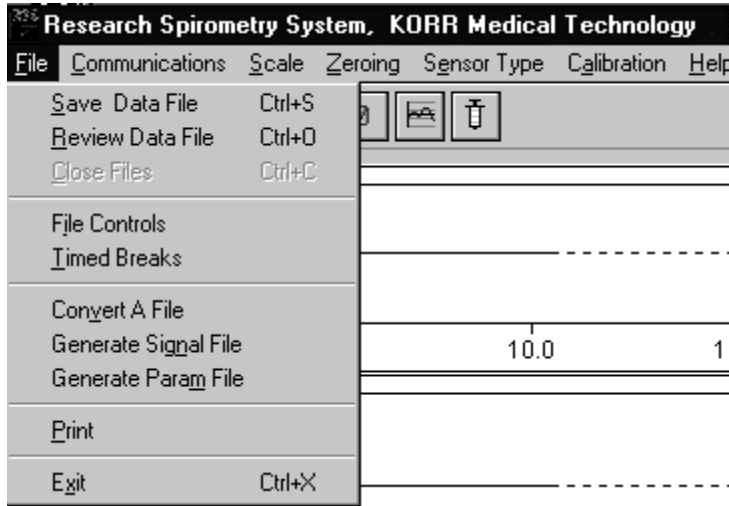 Research Spirometry System, KORR Medical Technology
File Communications Scale Zeroing Sensor Type Calibration Help
Save Data File Ctrl+S
Review Data File Ctrl+O
Close Files Ctrl+C
File Controls
Timed Breaks
Convert A File
Generate Signal File
10.0 1
Generate Param File
Print
Exit Ctrl+X